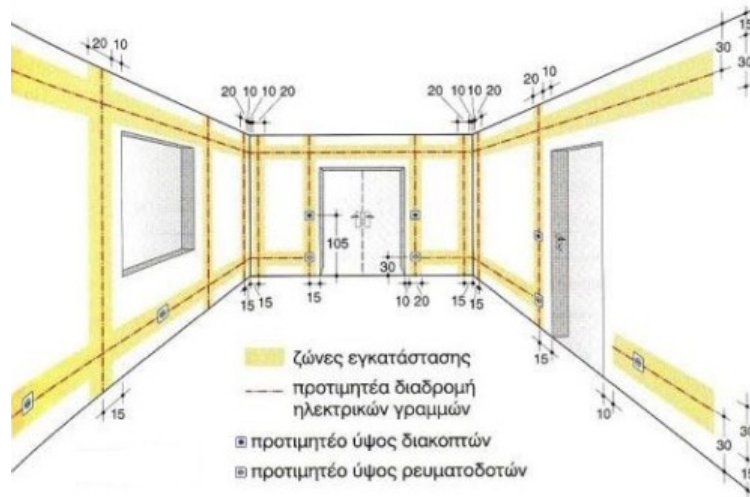 20 10
15
30
30
20 10 10 20
20 10 10 20
20 10
105
30
15 15
15
10 20
15 15
15
10
15
30
30
15
ζώνες εγκατάστασης
προτιμητέα διαδρομή
ηλεκτρικών γραμμών
προτιμητέο ύψος διακοπτών
προτιμητέο ύψος ρευματοδοτών